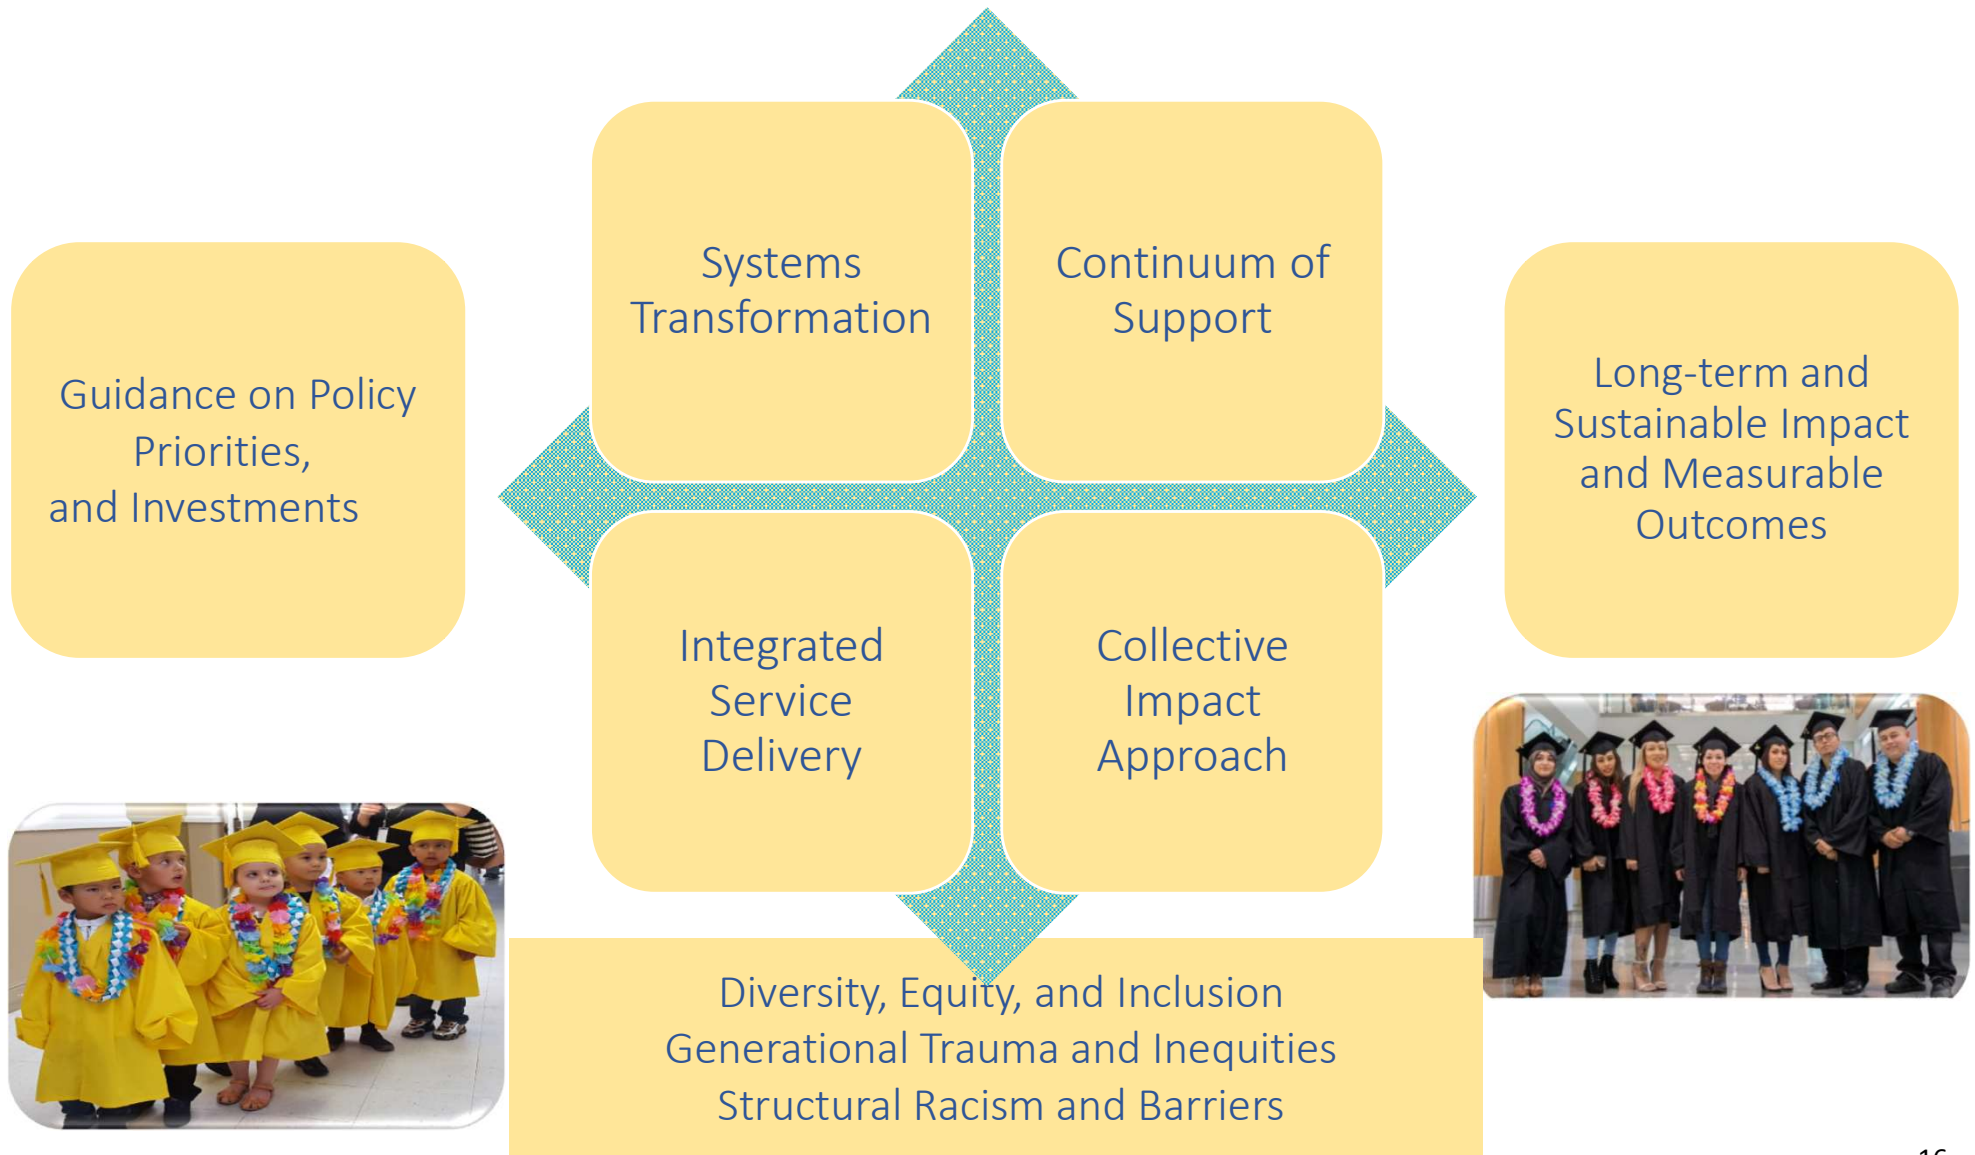 Systems
Transformation
Continuum of
Support
Guidance on Policy
Priorities,
and Investments
Long-term and
Sustainable Impact
and Measurable
Outcomes
Integrated
Service
Delivery
Collective
Impact
Approach
Diversity, Equity, and Inclusion
Generational Trauma and Inequities
Structural Racism and Barriers
16